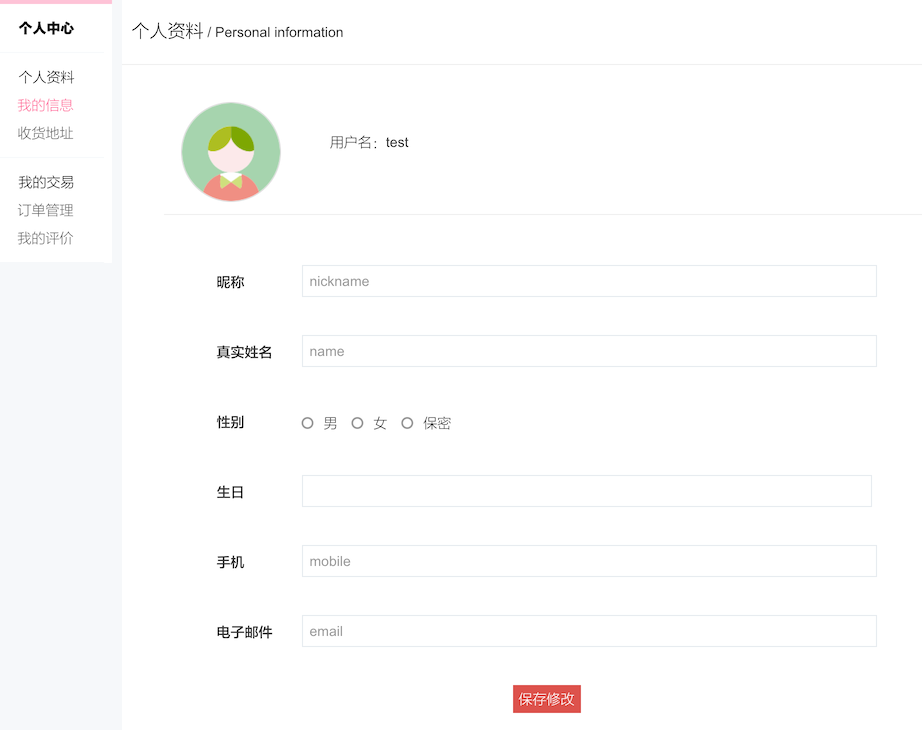 个人中心
个人资料
我的信息
收货地址
我的交易
订单管理
我的评价
个人资料 / Personal information
用户名：test
昵称 nickname
真实姓名 name
性别 男 女 保密
生日
手机 mobile
电子邮件 email
保存修改